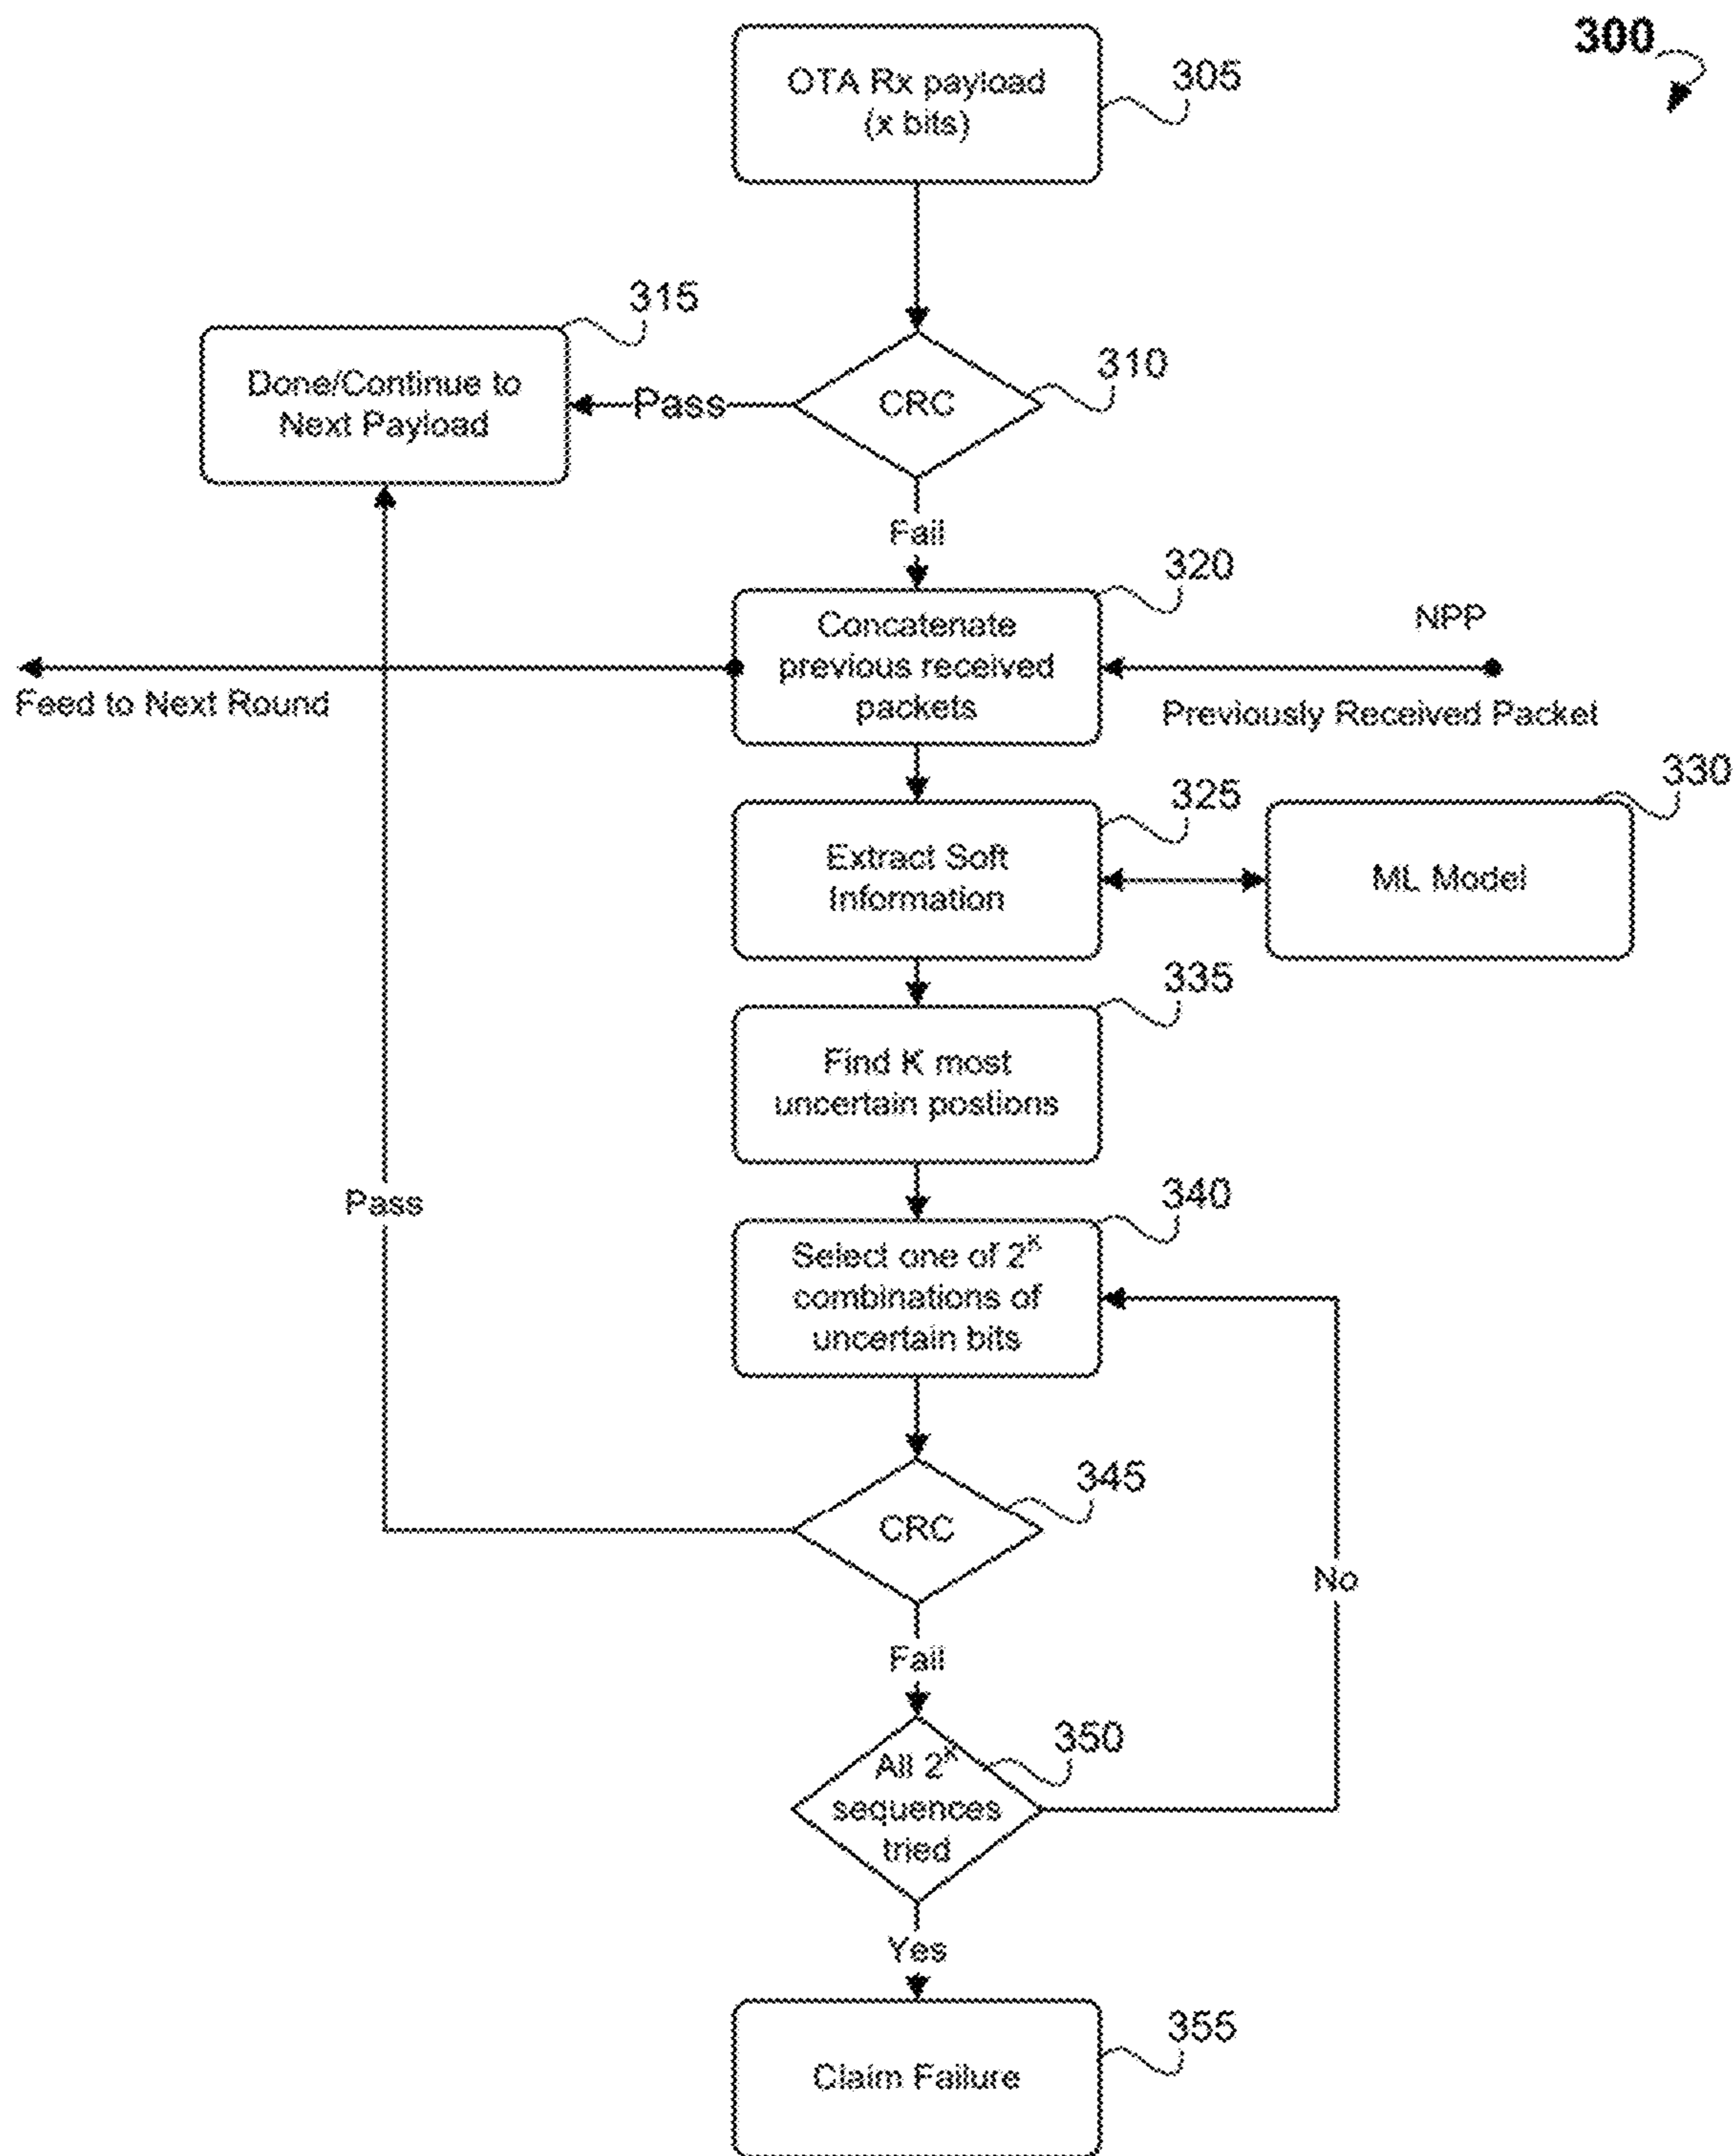 300
OTA Rx payload
(x bits)
305
315
Done/Continue to
Next Payload
Pass
CRC
310
Fail
320
Concatenate
previous received
packets
NPP
Feed to Next Round
Previously Received Packet
325
330
Extract Soft
Information
ML Model
335
Find K most
uncertain postions
340
Pass
Select one of 2^K
combinations of
uncertain bits
345
CRC
No
Fail
350
All 2^K
sequences
tried
Yes
355
Claim Failure